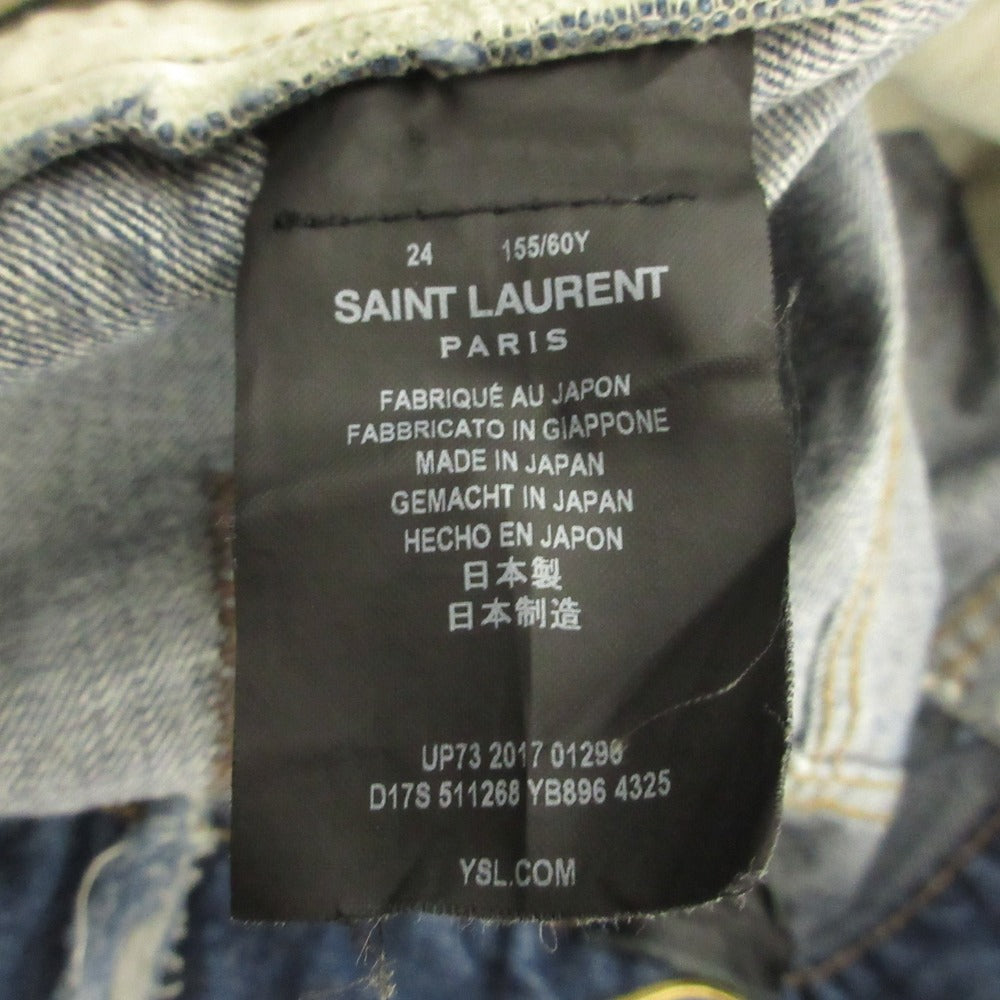 24 155/60Y
SAINT LAURENT
PARIS
FABRIQUÉ AU JAPON
FABBRICATO IN GIAPPONE
MADE IN JAPAN
GEMACHT IN JAPAN
HECHO EN JAPON
日本製
日本制造
UP73 2017 01296
D17S 511268 YB896 4325
YSL.COM